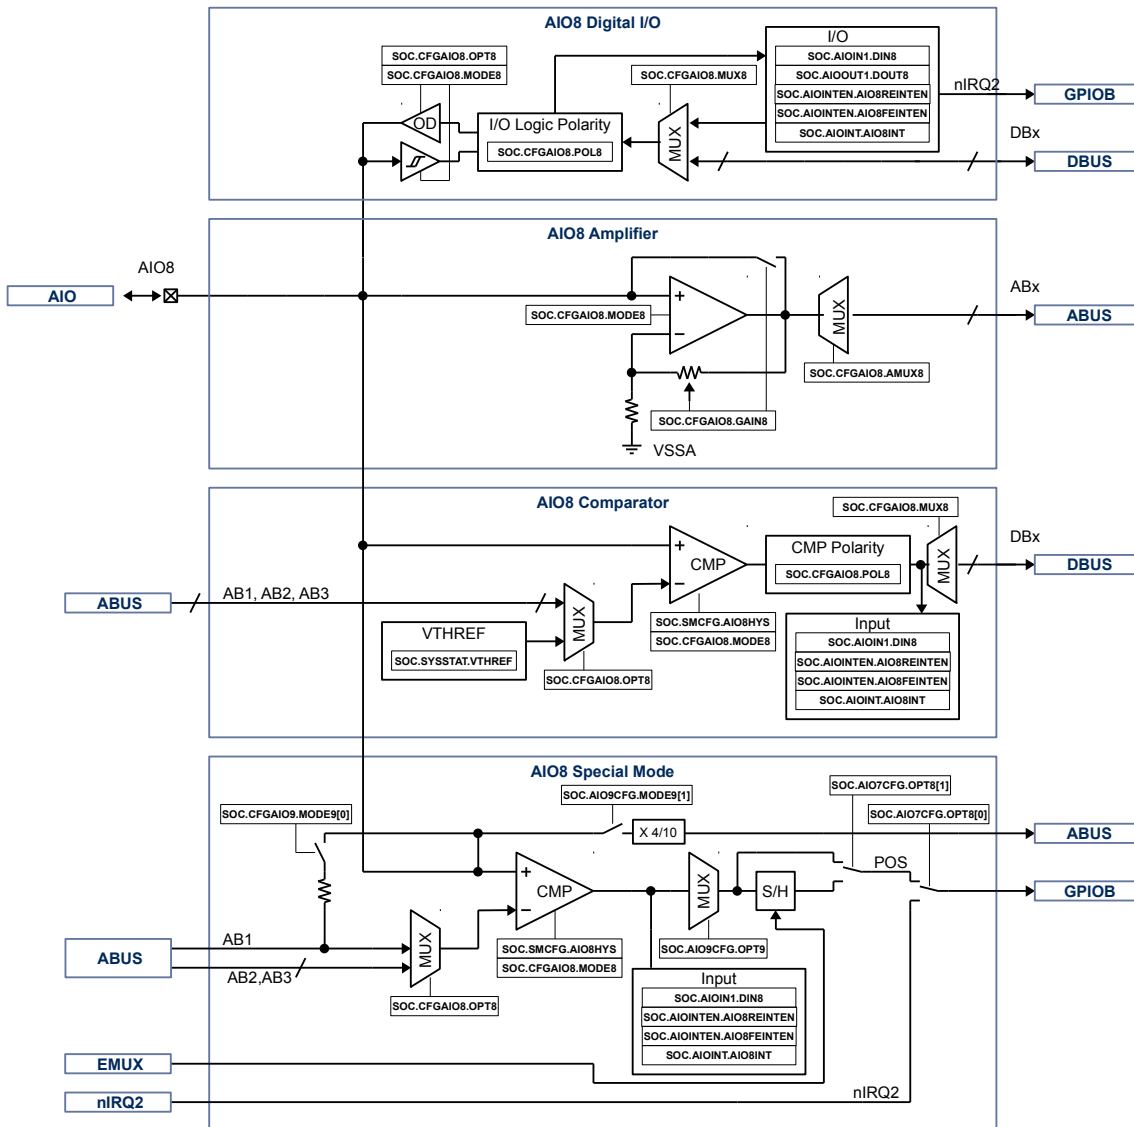 AIO8 Digital I/O
SOC.CFGAIO8.OPT8
SOC.CFGAIO8.MODE8
OD
I/O Logic Polarity
SOC.CFGAIO8.POL8
SOC.CFGAIO8.MUX8
MUX
I/O
SOC.AIOIN1.DIN8
SOC.AIOOUT1.DOUT8
SOC.AIOINTEN.AIO8REINTEN
SOC.AIOINTEN.AIO8FEINTEN
SOC.AIOINT.AIO8INT
nIRQ2
GPIOB
DBx
DBUS
AIO8 Amplifier
AIO
AIO8
SOC.CFGAIO8.MODE8
+
−
MUX
SOC.CFGAIO8.AMUX8
SOC.CFGAIO8.GAIN8
VSSA
ABx
ABUS
AIO8 Comparator
ABUS
AB1, AB2, AB3
VTHREF
SOC.SYSSTAT.VTHREF
MUX
SOC.CFGAIO8.OPT8
+
−
CMP
SOC.SMCFG.AIO8HYS
SOC.CFGAIO8.MODE8
CMP Polarity
SOC.CFGAIO8.POL8
SOC.CFGAIO8.MUX8
MUX
DBx
DBUS
Input
SOC.AIOIN1.DIN8
SOC.AIOINTEN.AIO8REINTEN
SOC.AIOINTEN.AIO8FEINTEN
SOC.AIOINT.AIO8INT
AIO8 Special Mode
SOC.CFGAIO9.MODE9[0]
SOC.AIO9CFG.MODE9[1]
X 4/10
SOC.AIO7CFG.OPT8[1]
SOC.AIO7CFG.OPT8[0]
ABUS
POS
GPIOB
+
−
CMP
MUX
S/H
SOC.AIO9CFG.OPT9
SOC.SMCFG.AIO8HYS
SOC.CFGAIO8.MODE8
ABUS
AB1
AB2,AB3
MUX
SOC.CFGAIO8.OPT8
Input
SOC.AIOIN1.DIN8
SOC.AIOINTEN.AIO8REINTEN
SOC.AIOINTEN.AIO8FEINTEN
SOC.AIOINT.AIO8INT
EMUX
nIRQ2
nIRQ2